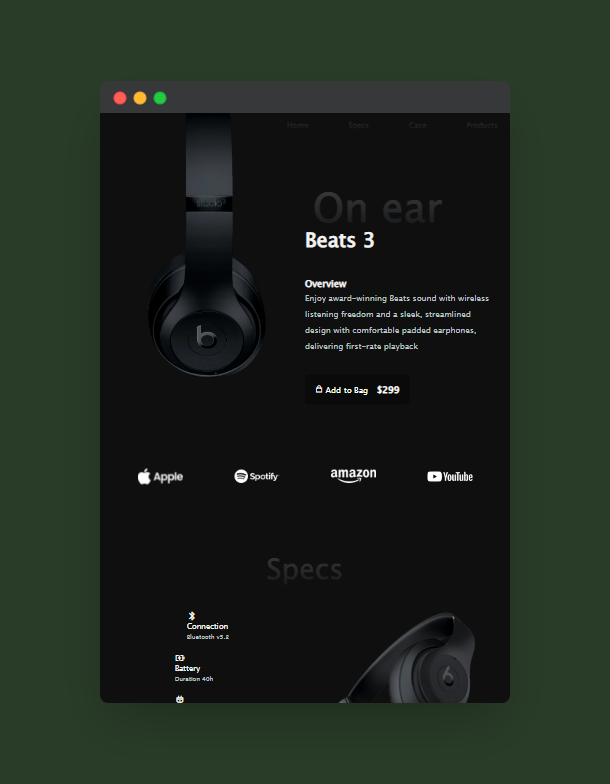 Home Specs Case Products
studio³
On ear
Beats 3
Overview
Enjoy award-winning Beats sound with wireless
listening freedom and a sleek, streamlined
design with comfortable padded earphones,
delivering first-rate playback
Add to Bag $299
Apple Spotify amazon YouTube
Specs
Connection
Bluetooth v5.2
Battery
Duration 40h